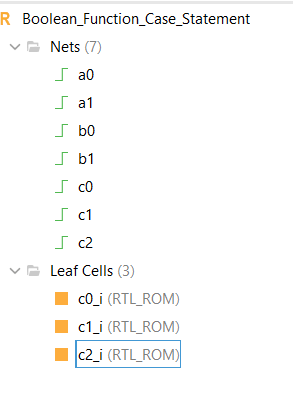 R Boolean_Function_Case_Statement
Nets (7)
a0
a1
b0
b1
c0
c1
c2
Leaf Cells (3)
c0_i (RTL_ROM)
c1_i (RTL_ROM)
c2_i (RTL_ROM)